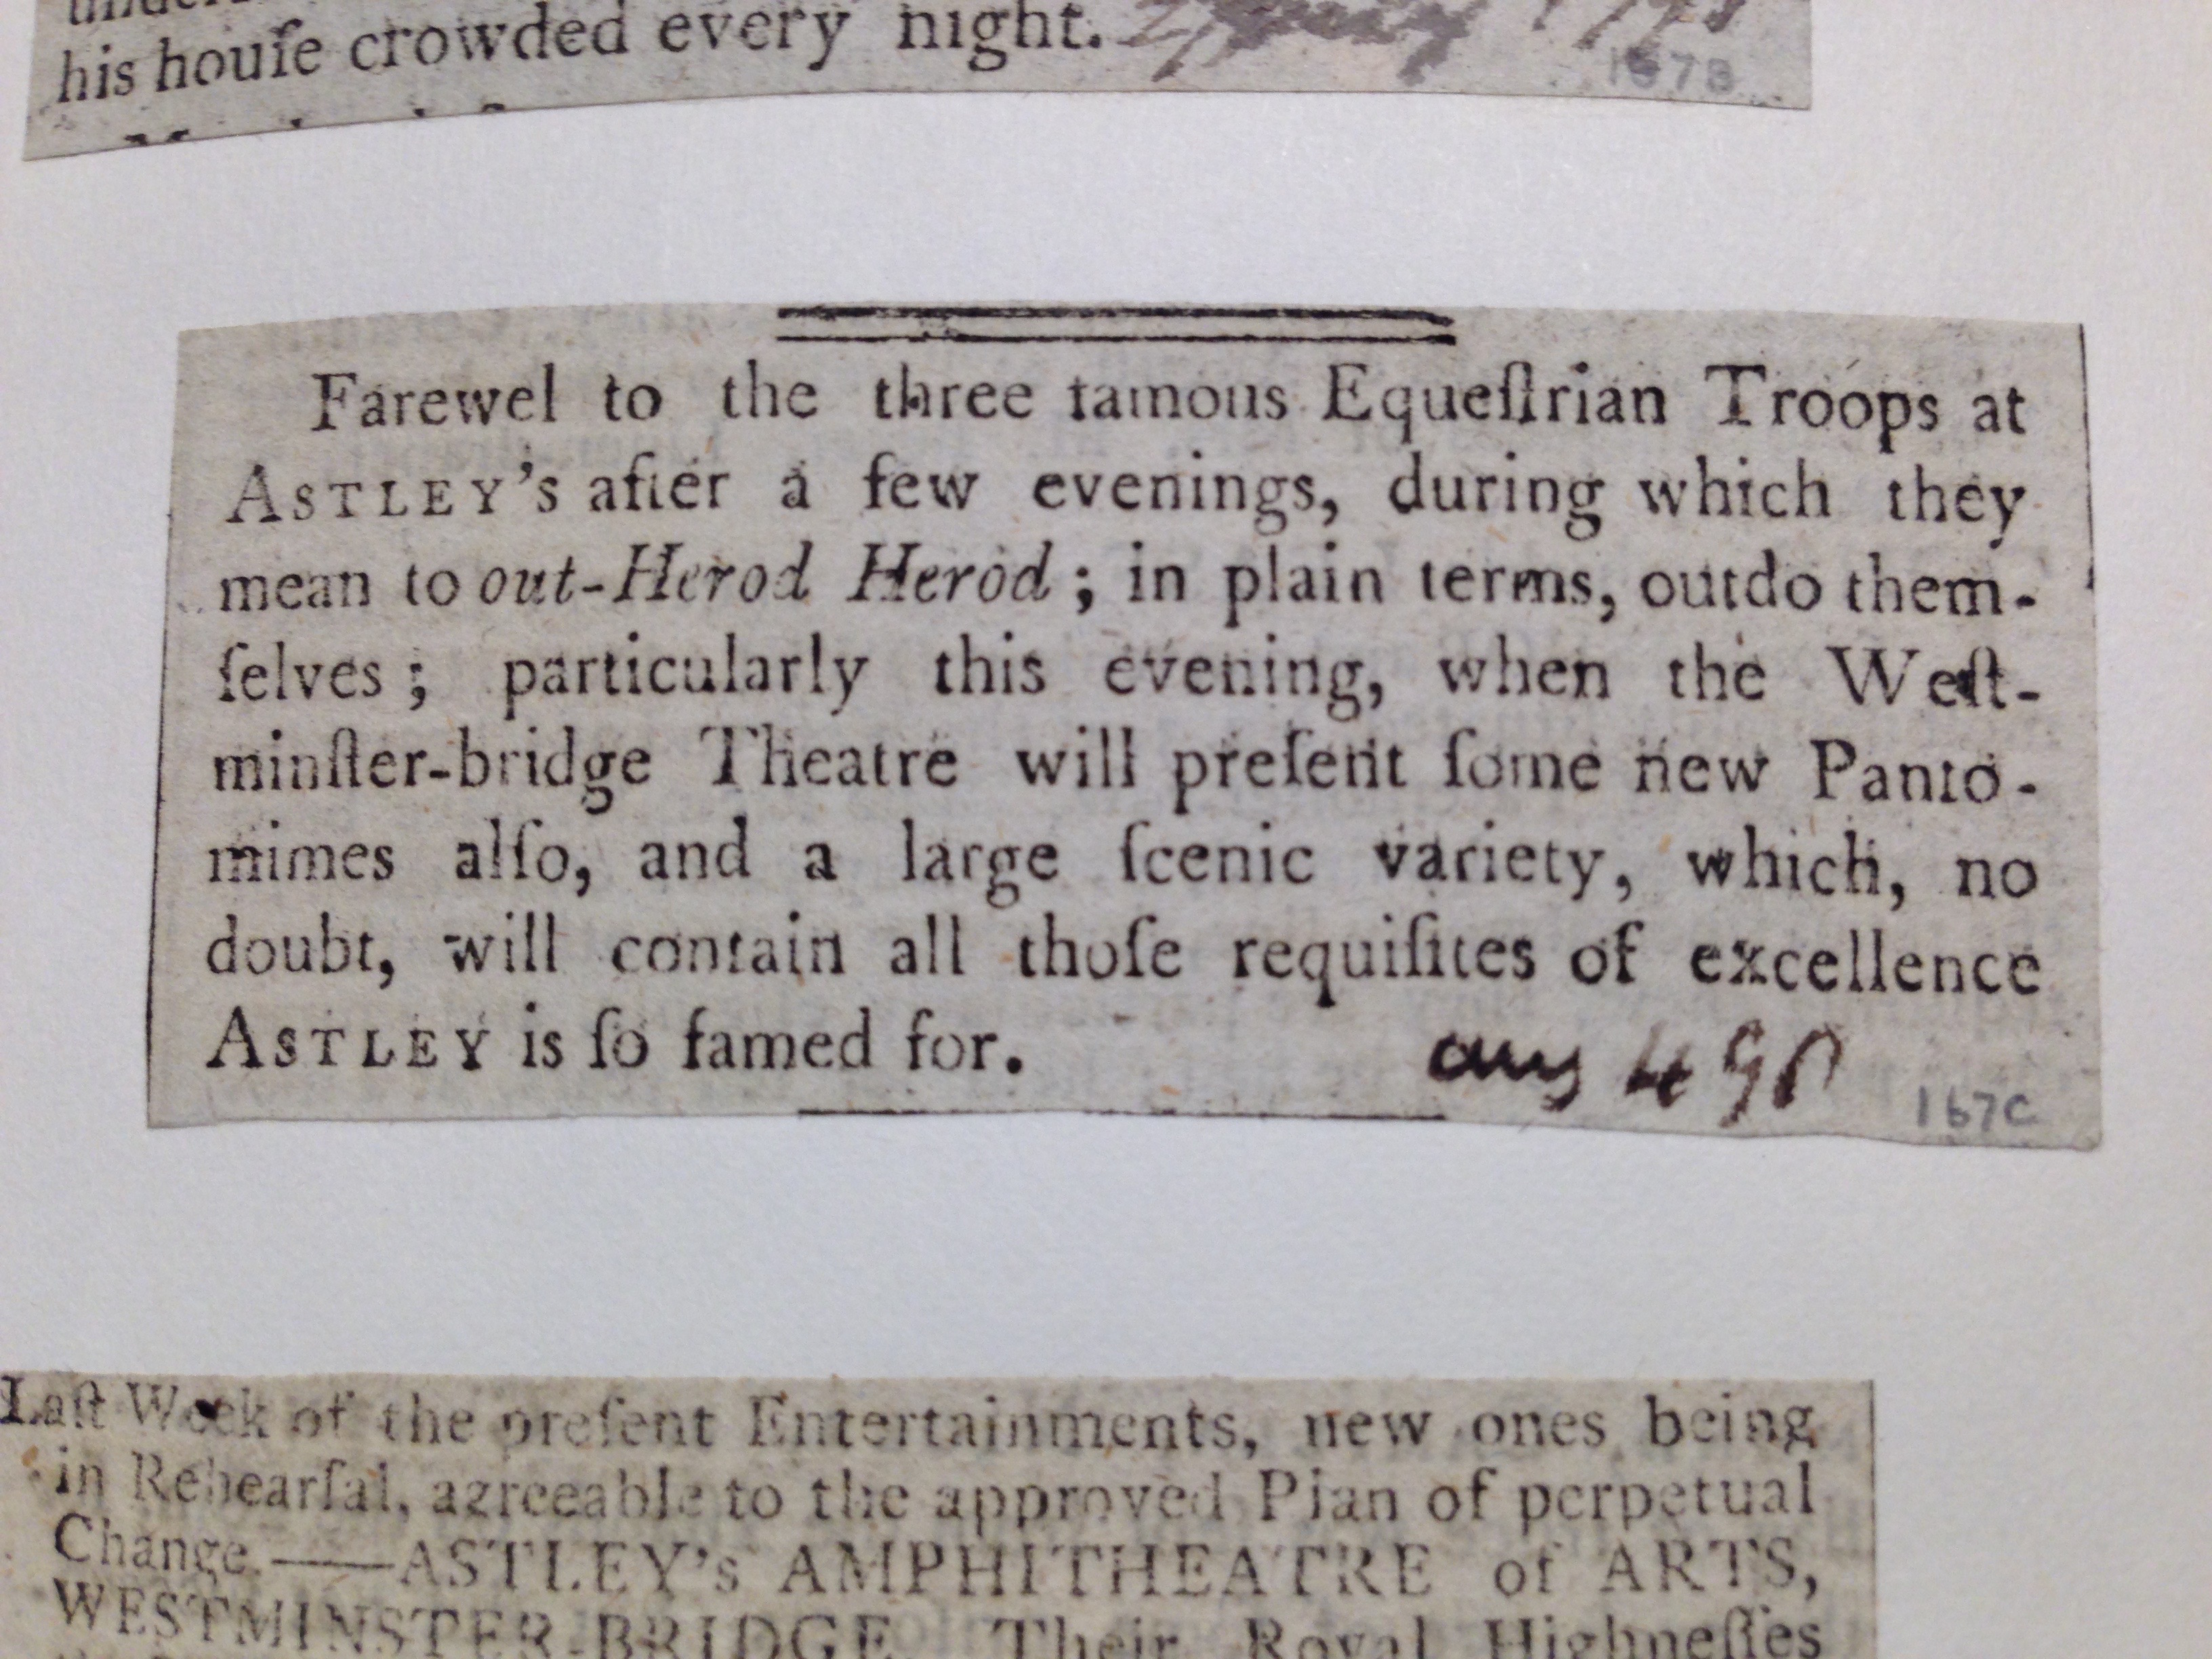 his houſe crowded every night.
167B
Farewel to the three famous Equeſtrian Troops at
ASTLEY's after a few evenings, during which they
mean to out-Herod Herod; in plain terms, outdo them-
ſelves; particularly this evening, when the Weſt-
minſter-bridge Theatre will preſent ſome new Panto-
mimes alſo, and a large ſcenic variety, which, no
doubt, will contain all thoſe requiſites of excellence
ASTLEY is ſo famed for.
aug 4 90
167C
Laſt Week of the preſent Entertainments, new ones being
in Rehearſal, agreeable to the approved Plan of perpetual
Change.——ASTLEY's AMPHITHEATRE of ARTS,
WESTMINSTER-BRIDGE Their Royal Highneſſes